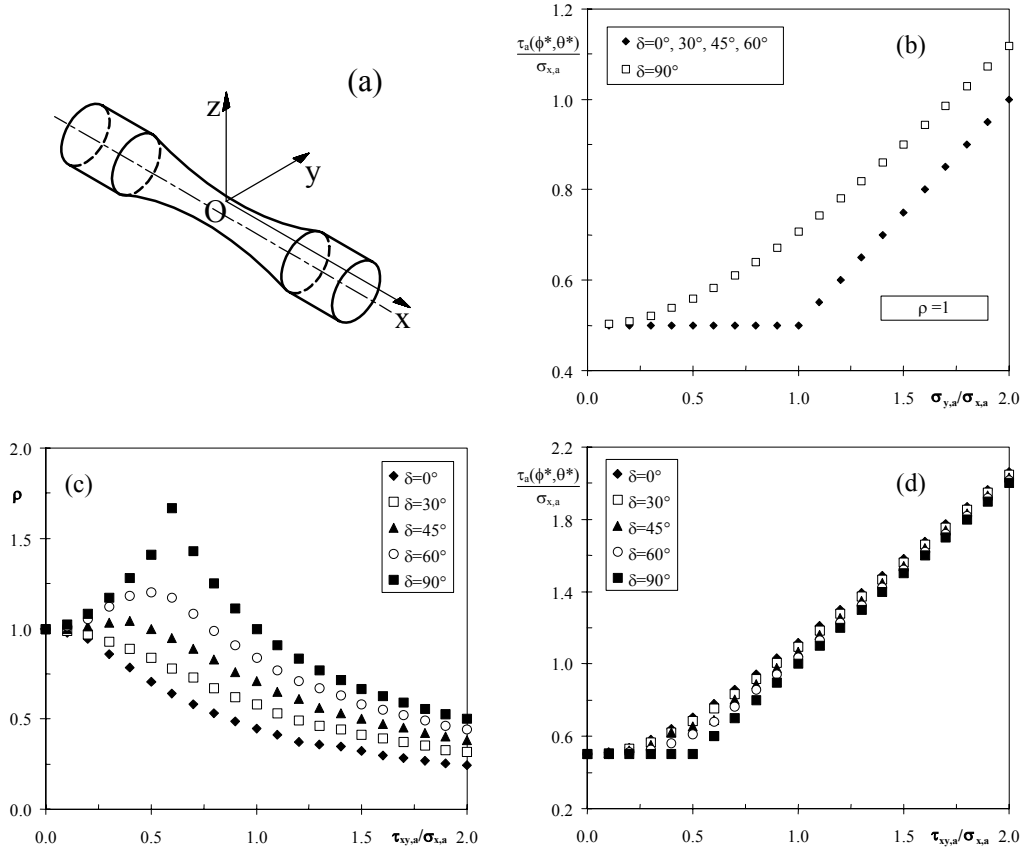 (a)
z
y
O
x
(b)
τa(ϕ*,θ*)
σx,a
1.2
1.0
0.8
0.6
0.4
δ=0°, 30°, 45°, 60°
δ=90°
ρ =1
0.0 0.5 1.0 1.5 2.0
σy,a/σx,a
(c)
ρ
2.0
1.5
1.0
0.5
0.0
δ=0°
δ=30°
δ=45°
δ=60°
δ=90°
0.0 0.5 1.0 1.5 2.0
τxy,a/σx,a
(d)
τa(ϕ*,θ*)
σx,a
2.2
1.8
1.4
1.0
0.6
0.2
δ=0°
δ=30°
δ=45°
δ=60°
δ=90°
0.0 0.5 1.0 1.5 2.0
τxy,a/σx,a